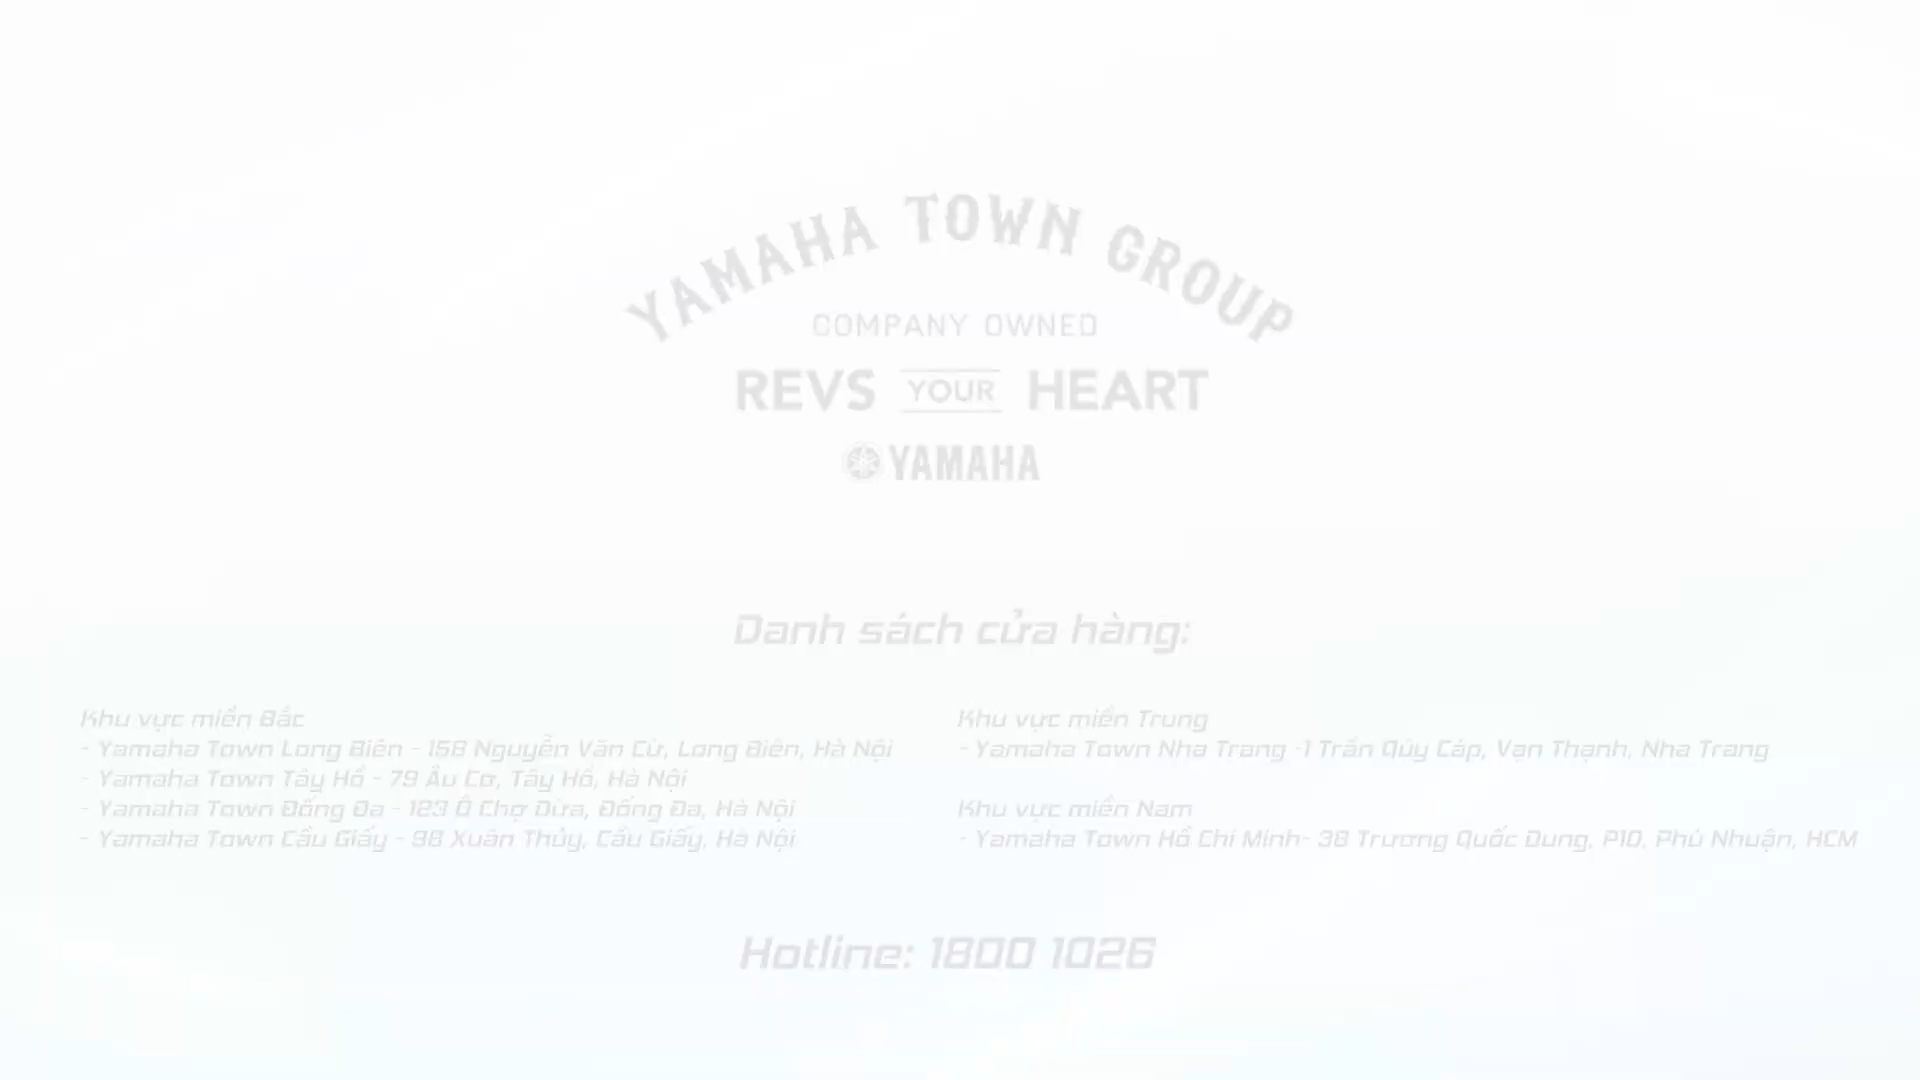 YAMAHA TOWN GROUP
COMPANY OWNED
REVS YOUR HEART
YAMAHA
Danh sách cửa hàng:
Khu vực miền Bắc
- Yamaha Town Long Biên - 158 Nguyễn Văn Cừ, Long Biên, Hà Nội
- Yamaha Town Tây Hồ - 79 Âu Cơ, Tây Hồ, Hà Nội
- Yamaha Town Đống Đa - 123 Ô Chợ Dừa, Đống Đa, Hà Nội
- Yamaha Town Cầu Giấy - 98 Xuân Thủy, Cầu Giấy, Hà Nội
Khu vực miền Trung
- Yamaha Town Nha Trang -1 Trần Qúy Cáp, Vạn Thạnh, Nha Trang
Khu vực miền Nam
- Yamaha Town Hồ Chí Minh- 38 Trương Quốc Dung, P10, Phú Nhuận, HCM
Hotline: 1800 1026